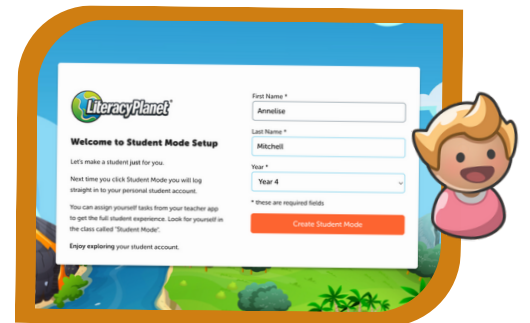 LiteracyPlanet
Welcome to Student Mode Setup
Let's make a student just for you.
Next time you click Student Mode you will log
straight in to your personal student account.
You can assign yourself tasks from your teacher app
to get the full student experience. Look for yourself in
the class called "Student Mode".
Enjoy exploring your student account.
First Name *
Annelise
Last Name *
Mitchell
Year *
Year 4
* these are required fields
Create Student Mode